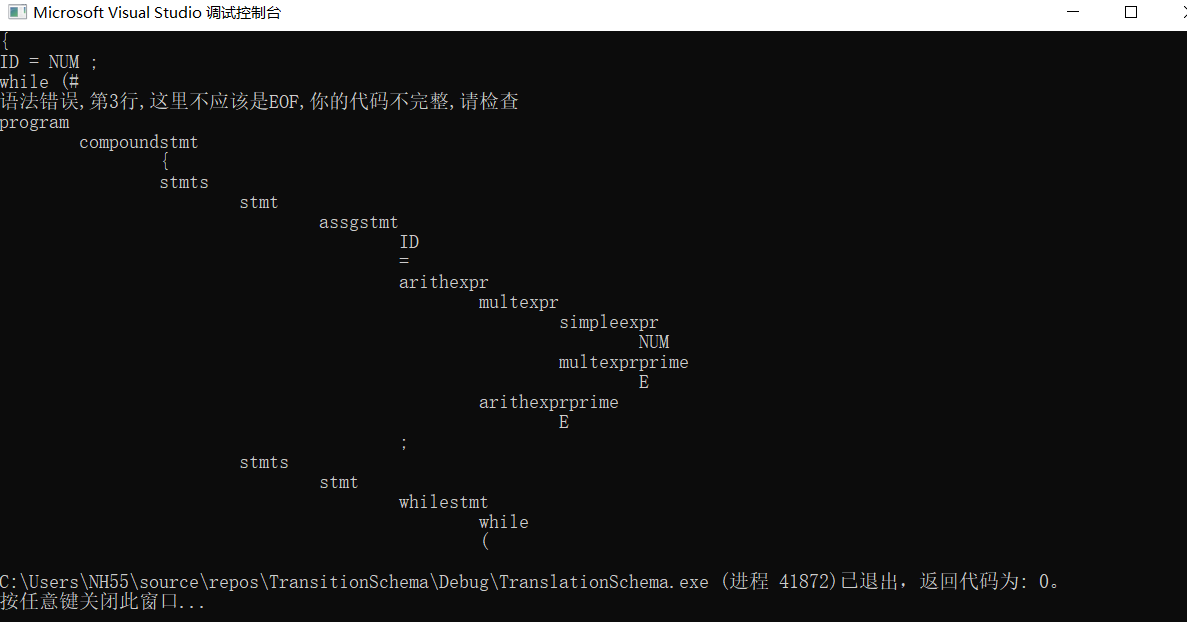 Microsoft Visual Studio 调试控制台
{
ID = NUM ;
while (#
语法错误,第3行,这里不应该是EOF,你的代码不完整,请检查
program
compoundstmt
{
stmts
stmt
assgstmt
ID
=
arithexpr
multexpr
simpleexpr
NUM
multexprprime
E
arithexprprime
E
;
stmts
stmt
whilestmt
while
(
C:\Users\NH55\source\repos\TransitionSchema\Debug\TranslationSchema.exe (进程 41872)已退出，返回代码为: 0。
按任意键关闭此窗口...